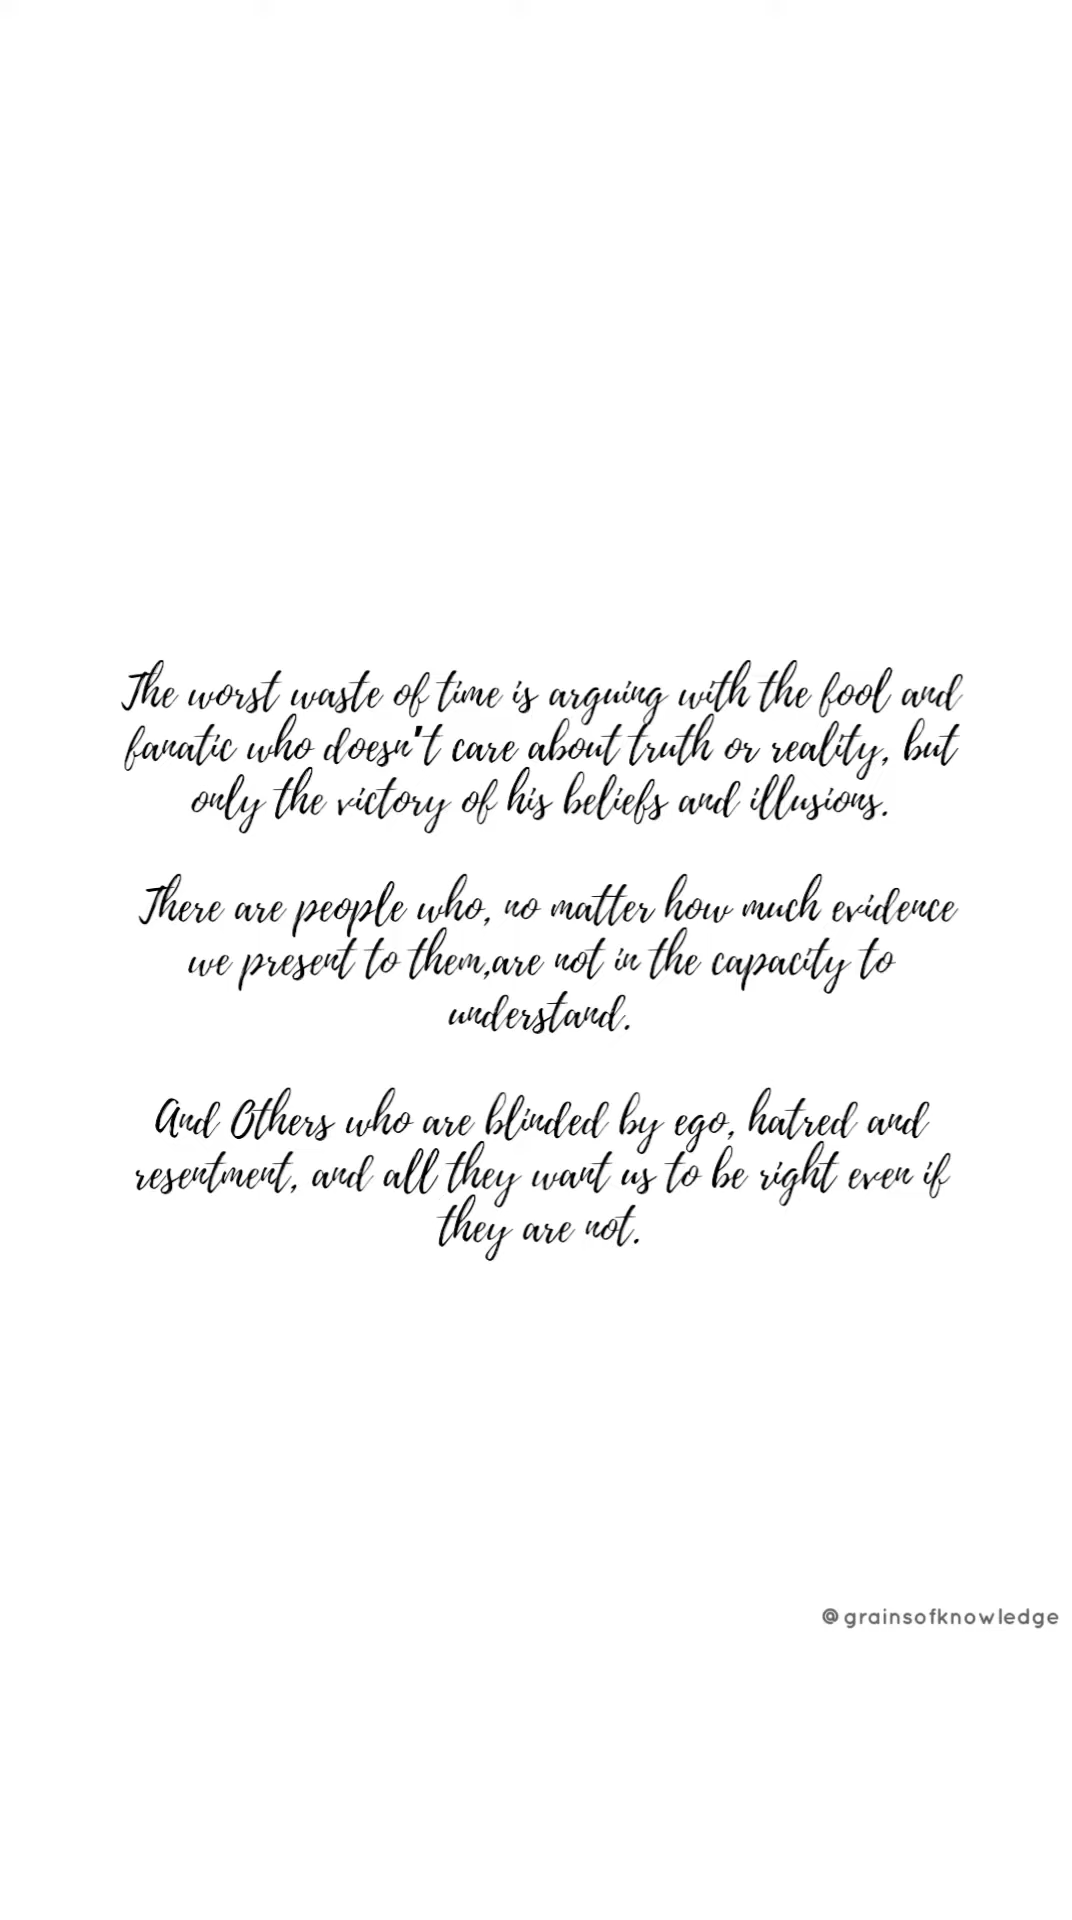 The worst waste of time is arguing with the fool and
fanatic who doesn't care about truth or reality, but
only the victory of his beliefs and illusions.
There are people who, no matter how much evidence
we present to them,are not in the capacity to
understand.
And Others who are blinded by ego, hatred and
resentment, and all they want us to be right even if
they are not.
@grainsofknowledge